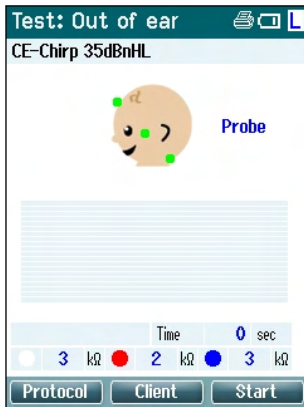 Test: Out of ear L
CE-Chirp 35dBnHL
Probe
Time 0 sec
3 kΩ 2 kΩ 3 kΩ
Protocol Client Start